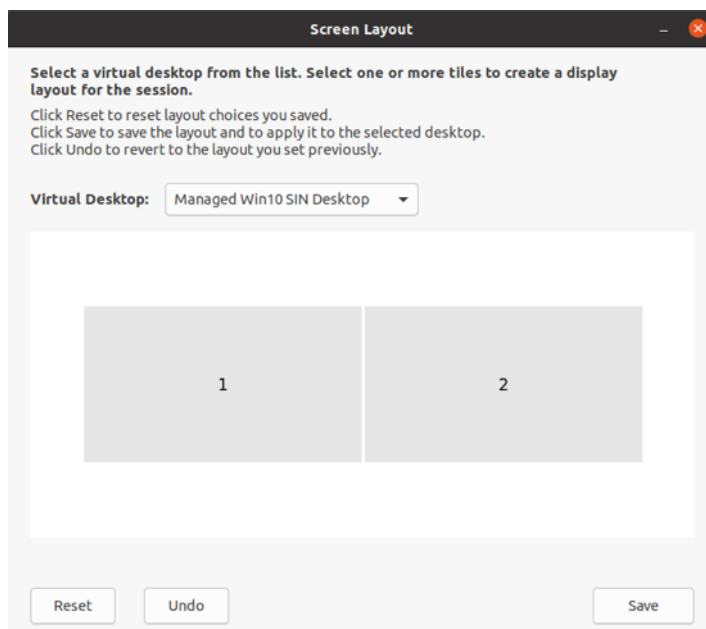 Screen Layout
Select a virtual desktop from the list. Select one or more tiles to create a display
layout for the session.
Click Reset to reset layout choices you saved.
Click Save to save the layout and to apply it to the selected desktop.
Click Undo to revert to the layout you set previously.
Virtual Desktop: Managed Win10 SIN Desktop
1 2
Reset Undo Save